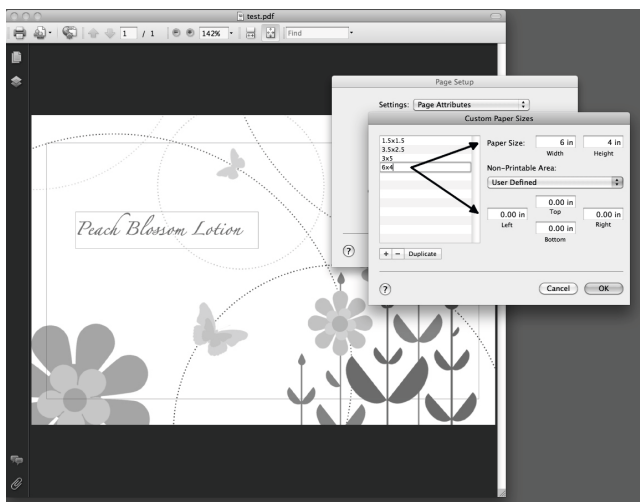 test.pdf
1 / 1
142%
Find
Page Setup
Settings: Page Attributes
Custom Paper Sizes
1.5x1.5
3.5x2.5
3x5
6x4
Paper Size: 6 in 4 in
Width Height
Non-Printable Area:
User Defined
0.00 in
Top
0.00 in 0.00 in
Left Right
0.00 in
Bottom
+ − Duplicate
? Cancel OK
?
Peach Blossom Lotion